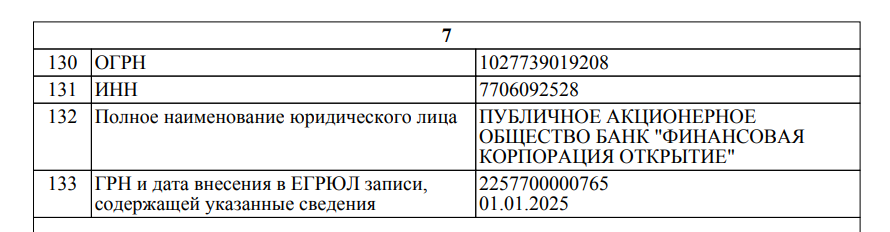 7
130 ОГРН 1027739019208
131 ИНН 7706092528
132 Полное наименование юридического лица ПУБЛИЧНОЕ АКЦИОНЕРНОЕ
ОБЩЕСТВО БАНК "ФИНАНСОВАЯ
КОРПОРАЦИЯ ОТКРЫТИЕ"
133 ГРН и дата внесения в ЕГРЮЛ записи, 2257700000765
содержащей указанные сведения 01.01.2025